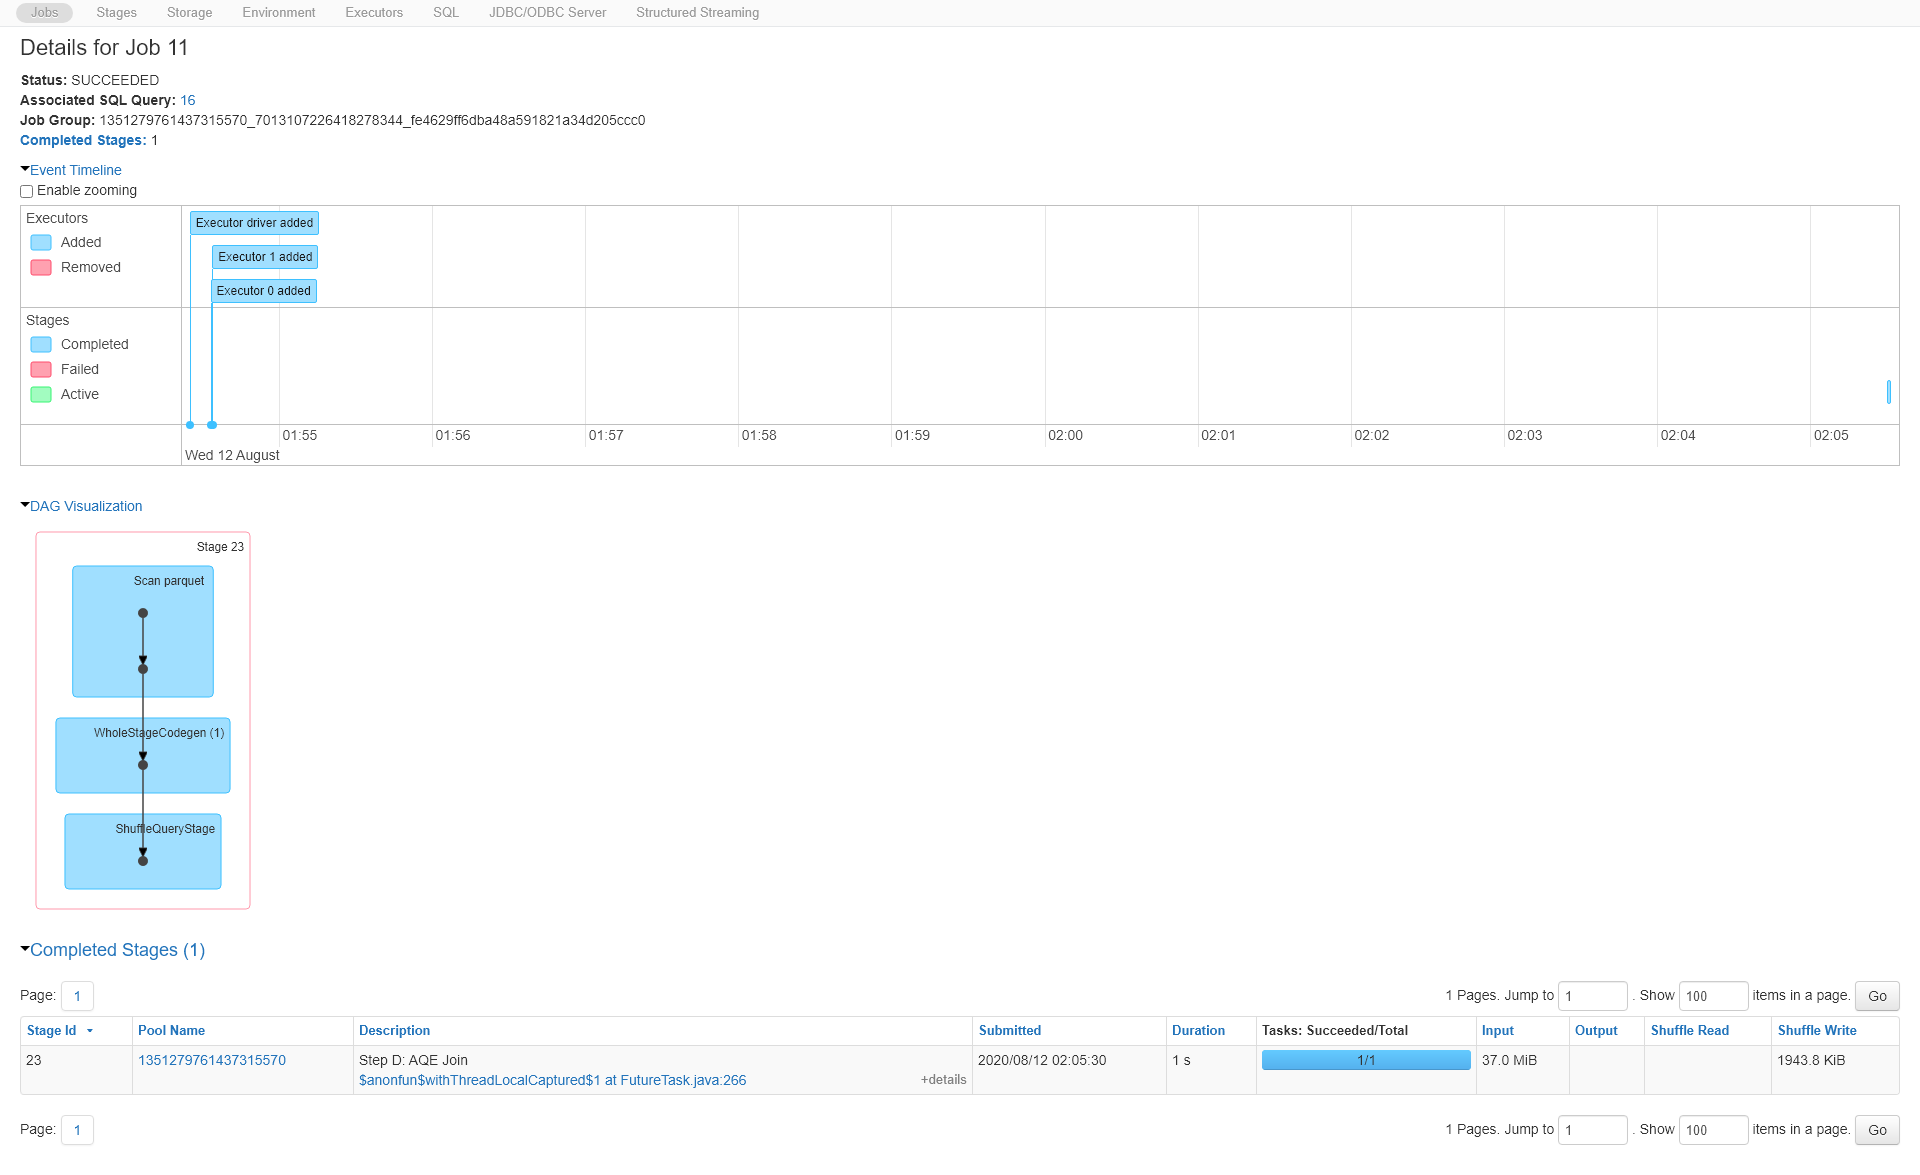 Jobs Stages Storage Environment Executors SQL JDBC/ODBC Server Structured Streaming
Details for Job 11
Status: SUCCEEDED
Associated SQL Query: 16
Job Group: 1351279761437315570_7013107226418278344_fe4629ff6dba48a591821a34d205ccc0
Completed Stages: 1
Event Timeline
Enable zooming
Executors
Added
Removed
Executor driver added
Executor 1 added
Executor 0 added
Stages
Completed
Failed
Active
01:55 01:56 01:57 01:58 01:59 02:00 02:01 02:02 02:03 02:04 02:05
Wed 12 August
DAG Visualization
Stage 23
Scan parquet
WholeStageCodegen (1)
ShuffleQueryStage
Completed Stages (1)
Page: 1 1 Pages. Jump to 1 . Show 100 items in a page. Go
Stage Id Pool Name Description Submitted Duration Tasks: Succeeded/Total Input Output Shuffle Read Shuffle Write
23 1351279761437315570 Step D: AQE Join 2020/08/12 02:05:30 1 s 1/1 37.0 MiB 1943.8 KiB
$anonfun$withThreadLocalCaptured$1 at FutureTask.java:266 +details
Page: 1 1 Pages. Jump to 1 . Show 100 items in a page. Go